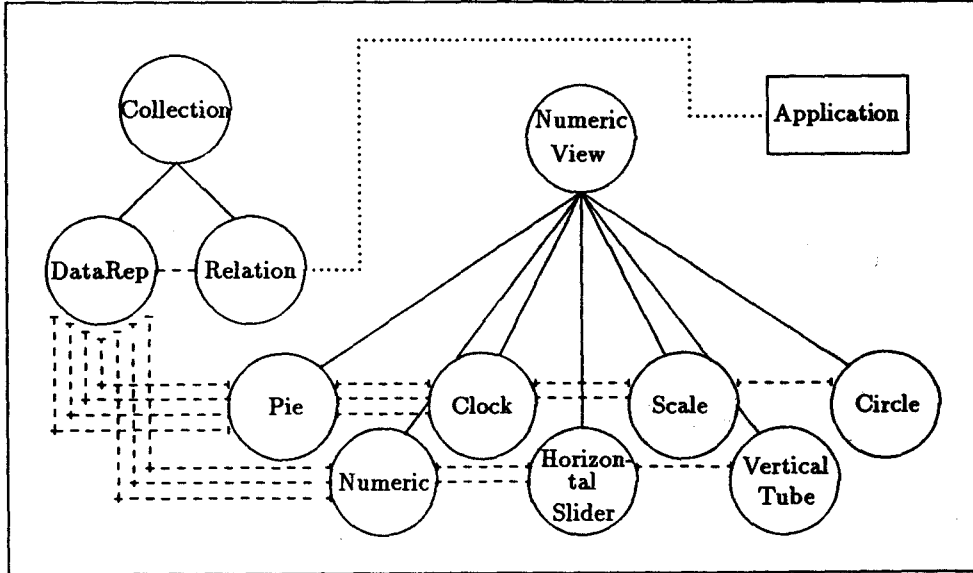 Collection
Numeric
View
Application
DataRep
Relation
Pie
Clock
Scale
Circle
Numeric
Horizon-
tal
Slider
Vertical
Tube